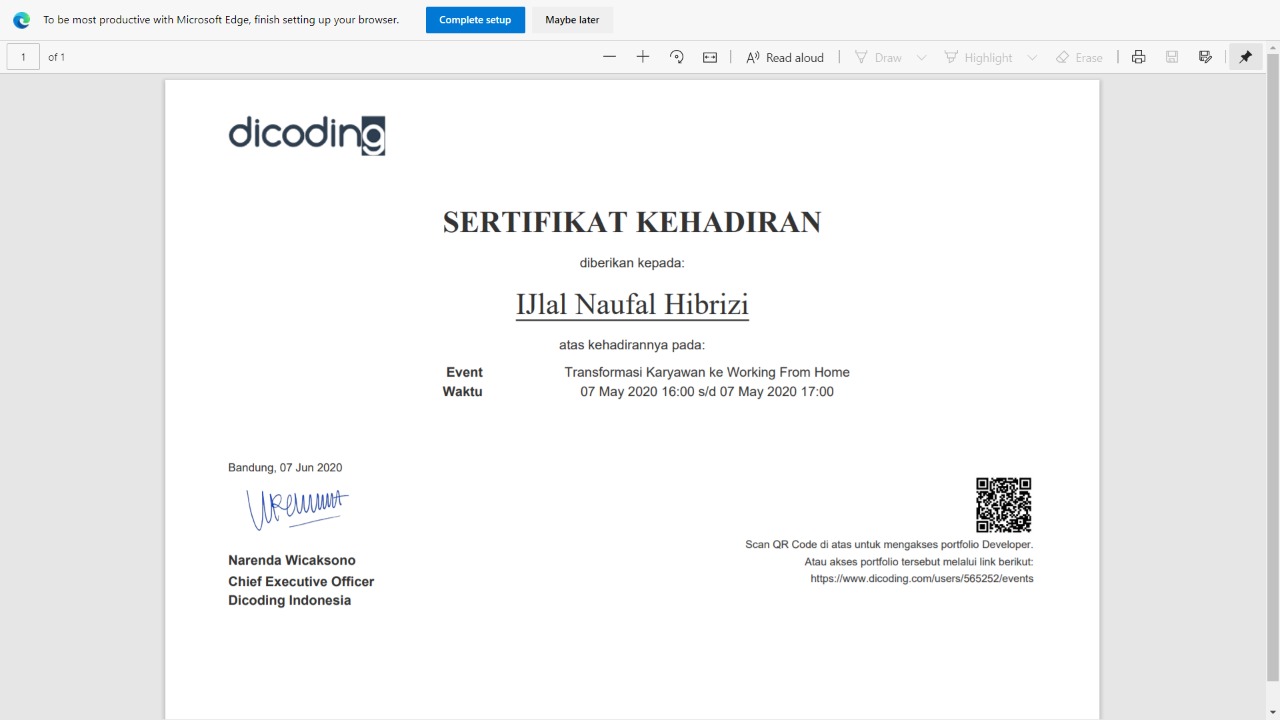 To be most productive with Microsoft Edge, finish setting up your browser. Complete setup Maybe later
1 of 1 Read aloud Draw Highlight Erase
dicoding
SERTIFIKAT KEHADIRAN
diberikan kepada:
IJlal Naufal Hibrizi
atas kehadirannya pada:
Event Transformasi Karyawan ke Working From Home
Waktu 07 May 2020 16:00 s/d 07 May 2020 17:00
Bandung, 07 Jun 2020
Narenda Wicaksono
Chief Executive Officer
Dicoding Indonesia
Scan QR Code di atas untuk mengakses portfolio Developer.
Atau akses portfolio tersebut melalui link berikut:
https://www.dicoding.com/users/565252/events